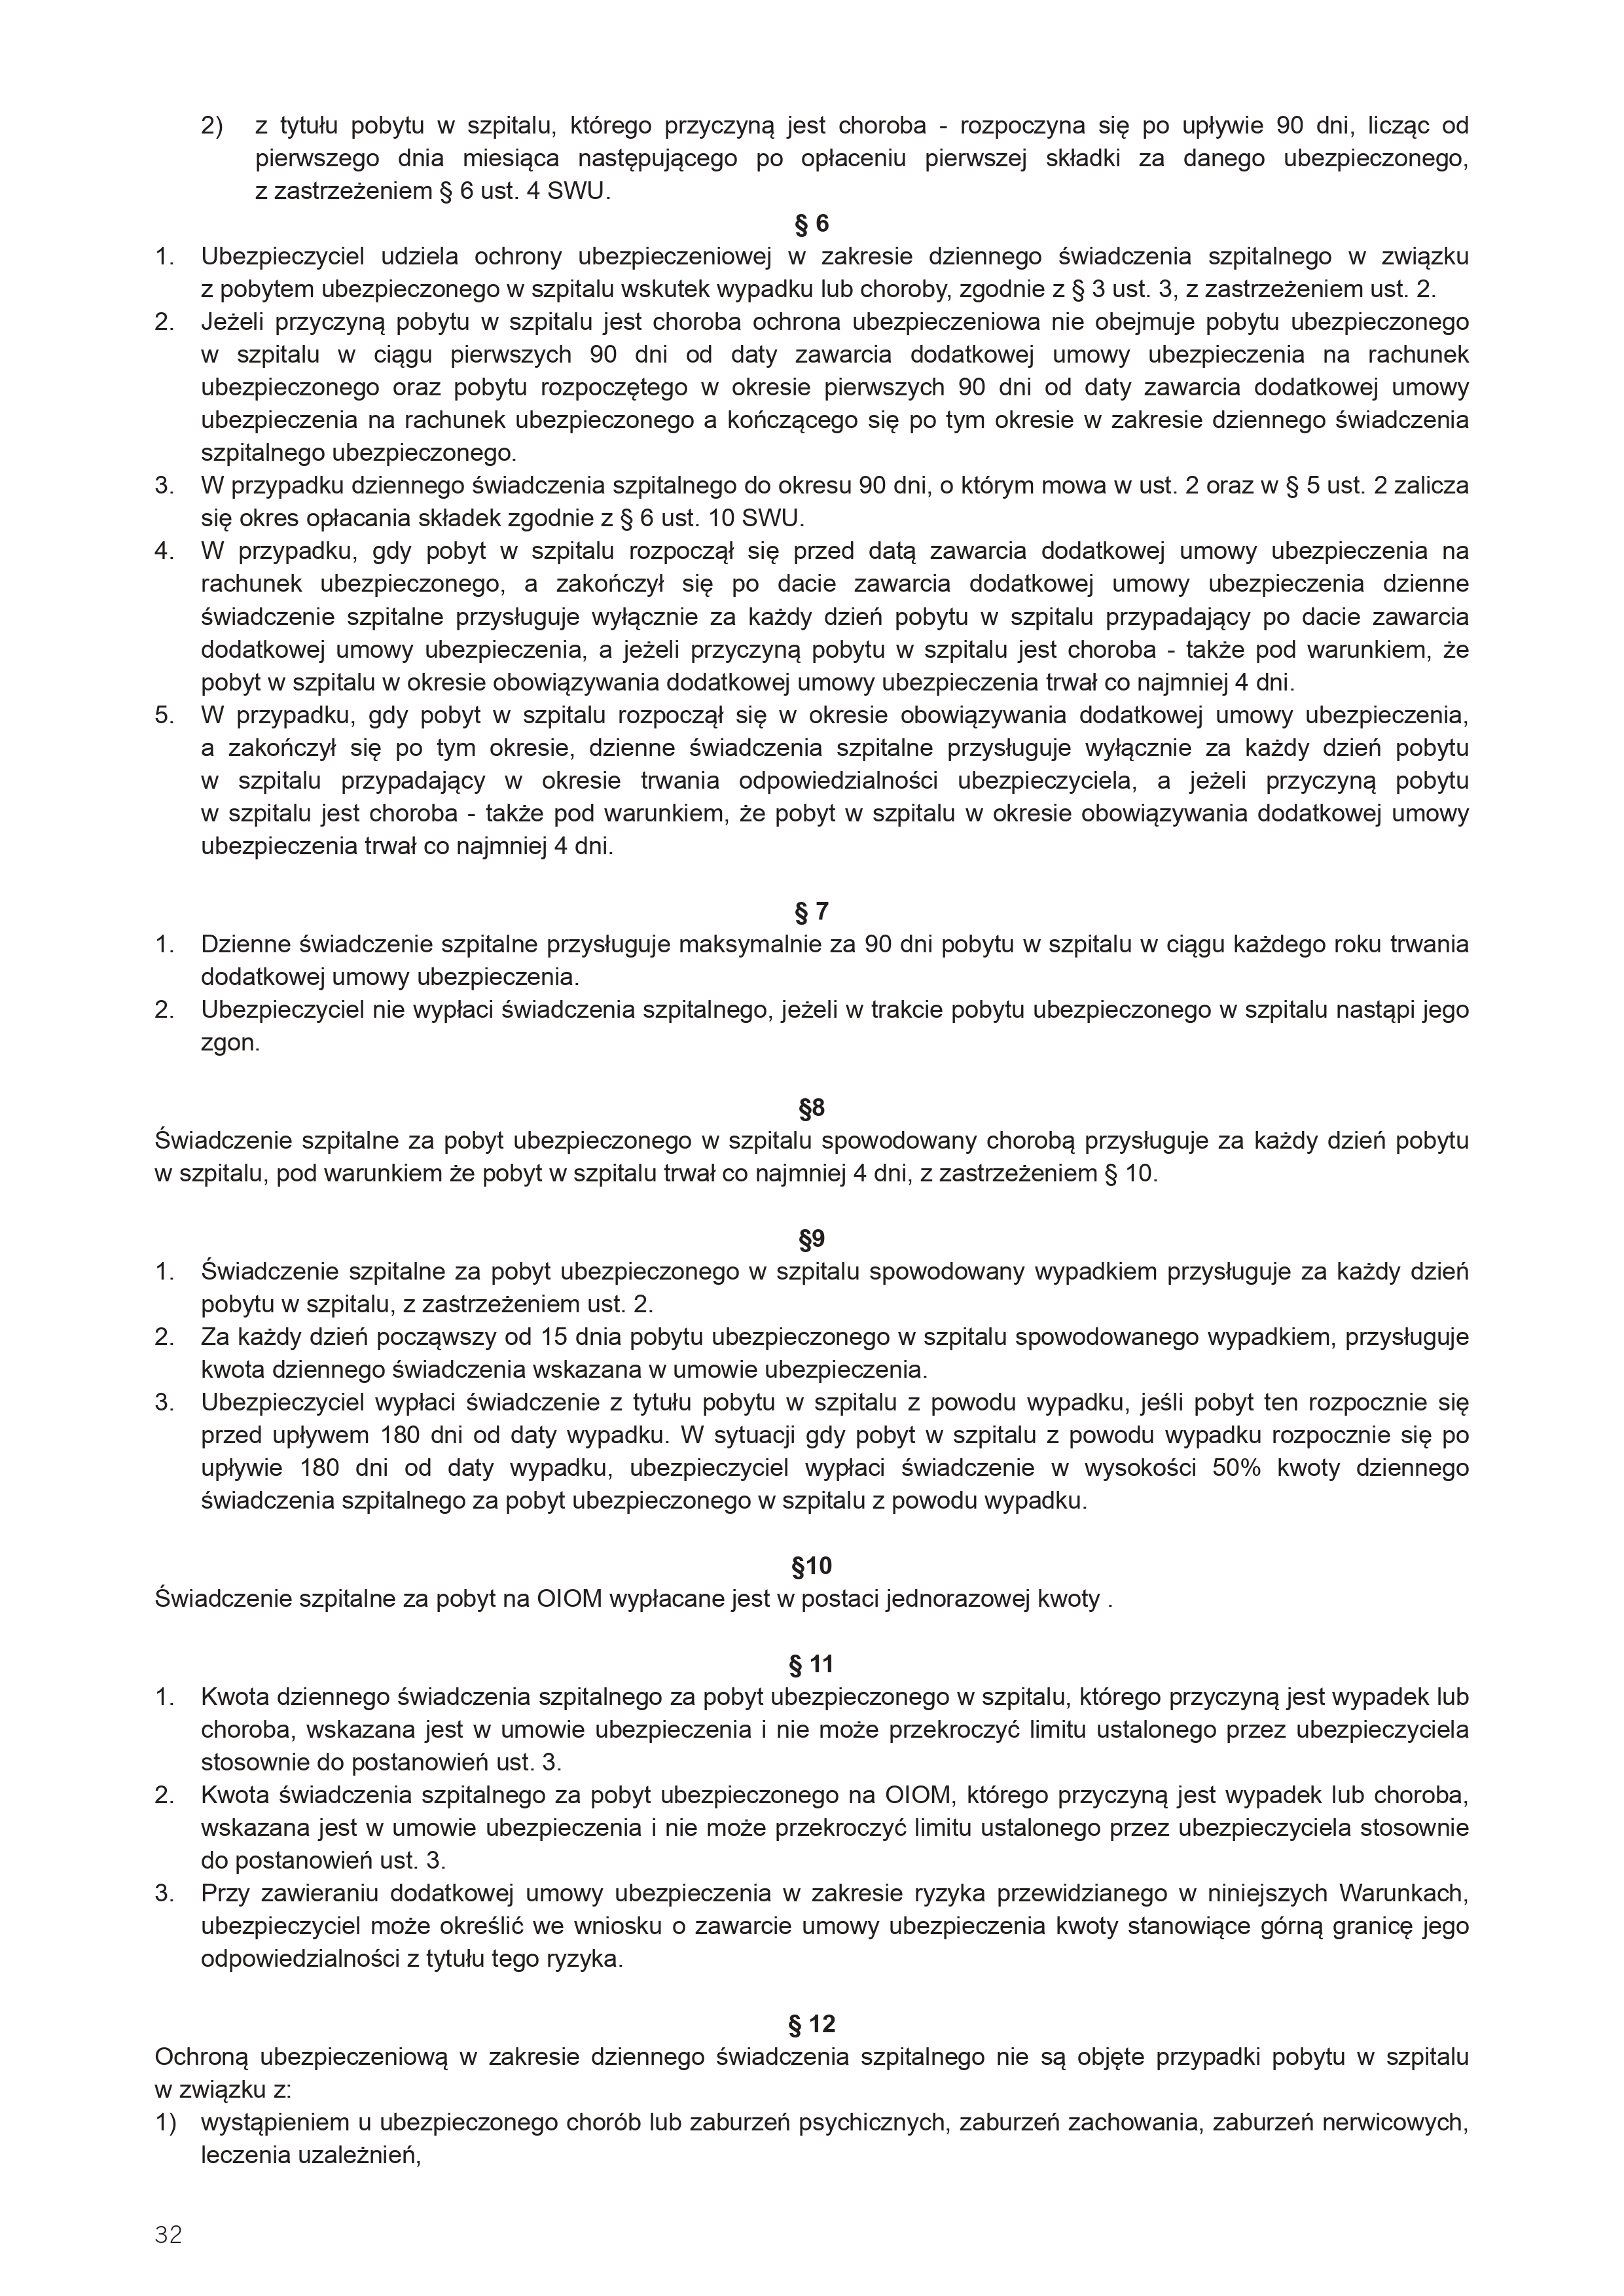 2) z tytułu pobytu w szpitalu, którego przyczyną jest choroba - rozpoczyna się po upływie 90 dni, licząc od
pierwszego dnia miesiąca następującego po opłaceniu pierwszej składki za danego ubezpieczonego,
z zastrzeżeniem § 6 ust. 4 SWU.
§ 6
1. Ubezpieczyciel udziela ochrony ubezpieczeniowej w zakresie dziennego świadczenia szpitalnego w związku
z pobytem ubezpieczonego w szpitalu wskutek wypadku lub choroby, zgodnie z § 3 ust. 3, z zastrzeżeniem ust. 2.
2. Jeżeli przyczyną pobytu w szpitalu jest choroba ochrona ubezpieczeniowa nie obejmuje pobytu ubezpieczonego
w szpitalu w ciągu pierwszych 90 dni od daty zawarcia dodatkowej umowy ubezpieczenia na rachunek
ubezpieczonego oraz pobytu rozpoczętego w okresie pierwszych 90 dni od daty zawarcia dodatkowej umowy
ubezpieczenia na rachunek ubezpieczonego a kończącego się po tym okresie w zakresie dziennego świadczenia
szpitalnego ubezpieczonego.
3. W przypadku dziennego świadczenia szpitalnego do okresu 90 dni, o którym mowa w ust. 2 oraz w § 5 ust. 2 zalicza
się okres opłacania składek zgodnie z § 6 ust. 10 SWU.
4. W przypadku, gdy pobyt w szpitalu rozpoczął się przed datą zawarcia dodatkowej umowy ubezpieczenia na
rachunek ubezpieczonego, a zakończył się po dacie zawarcia dodatkowej umowy ubezpieczenia dzienne
świadczenie szpitalne przysługuje wyłącznie za każdy dzień pobytu w szpitalu przypadający po dacie zawarcia
dodatkowej umowy ubezpieczenia, a jeżeli przyczyną pobytu w szpitalu jest choroba - także pod warunkiem, że
pobyt w szpitalu w okresie obowiązywania dodatkowej umowy ubezpieczenia trwał co najmniej 4 dni.
5. W przypadku, gdy pobyt w szpitalu rozpoczął się w okresie obowiązywania dodatkowej umowy ubezpieczenia,
a zakończył się po tym okresie, dzienne świadczenia szpitalne przysługuje wyłącznie za każdy dzień pobytu
w szpitalu przypadający w okresie trwania odpowiedzialności ubezpieczyciela, a jeżeli przyczyną pobytu
w szpitalu jest choroba - także pod warunkiem, że pobyt w szpitalu w okresie obowiązywania dodatkowej umowy
ubezpieczenia trwał co najmniej 4 dni.
§ 7
1. Dzienne świadczenie szpitalne przysługuje maksymalnie za 90 dni pobytu w szpitalu w ciągu każdego roku trwania
dodatkowej umowy ubezpieczenia.
2. Ubezpieczyciel nie wypłaci świadczenia szpitalnego, jeżeli w trakcie pobytu ubezpieczonego w szpitalu nastąpi jego
zgon.
§8
Świadczenie szpitalne za pobyt ubezpieczonego w szpitalu spowodowany chorobą przysługuje za każdy dzień pobytu
w szpitalu, pod warunkiem że pobyt w szpitalu trwał co najmniej 4 dni, z zastrzeżeniem § 10.
§9
1. Świadczenie szpitalne za pobyt ubezpieczonego w szpitalu spowodowany wypadkiem przysługuje za każdy dzień
pobytu w szpitalu, z zastrzeżeniem ust. 2.
2. Za każdy dzień począwszy od 15 dnia pobytu ubezpieczonego w szpitalu spowodowanego wypadkiem, przysługuje
kwota dziennego świadczenia wskazana w umowie ubezpieczenia.
3. Ubezpieczyciel wypłaci świadczenie z tytułu pobytu w szpitalu z powodu wypadku, jeśli pobyt ten rozpocznie się
przed upływem 180 dni od daty wypadku. W sytuacji gdy pobyt w szpitalu z powodu wypadku rozpocznie się po
upływie 180 dni od daty wypadku, ubezpieczyciel wypłaci świadczenie w wysokości 50% kwoty dziennego
świadczenia szpitalnego za pobyt ubezpieczonego w szpitalu z powodu wypadku.
§10
Świadczenie szpitalne za pobyt na OIOM wypłacane jest w postaci jednorazowej kwoty .
§ 11
1. Kwota dziennego świadczenia szpitalnego za pobyt ubezpieczonego w szpitalu, którego przyczyną jest wypadek lub
choroba, wskazana jest w umowie ubezpieczenia i nie może przekroczyć limitu ustalonego przez ubezpieczyciela
stosownie do postanowień ust. 3.
2. Kwota świadczenia szpitalnego za pobyt ubezpieczonego na OIOM, którego przyczyną jest wypadek lub choroba,
wskazana jest w umowie ubezpieczenia i nie może przekroczyć limitu ustalonego przez ubezpieczyciela stosownie
do postanowień ust. 3.
3. Przy zawieraniu dodatkowej umowy ubezpieczenia w zakresie ryzyka przewidzianego w niniejszych Warunkach,
ubezpieczyciel może określić we wniosku o zawarcie umowy ubezpieczenia kwoty stanowiące górną granicę jego
odpowiedzialności z tytułu tego ryzyka.
§ 12
Ochroną ubezpieczeniową w zakresie dziennego świadczenia szpitalnego nie są objęte przypadki pobytu w szpitalu
w związku z:
1) wystąpieniem u ubezpieczonego chorób lub zaburzeń psychicznych, zaburzeń zachowania, zaburzeń nerwicowych,
leczenia uzależnień,
32